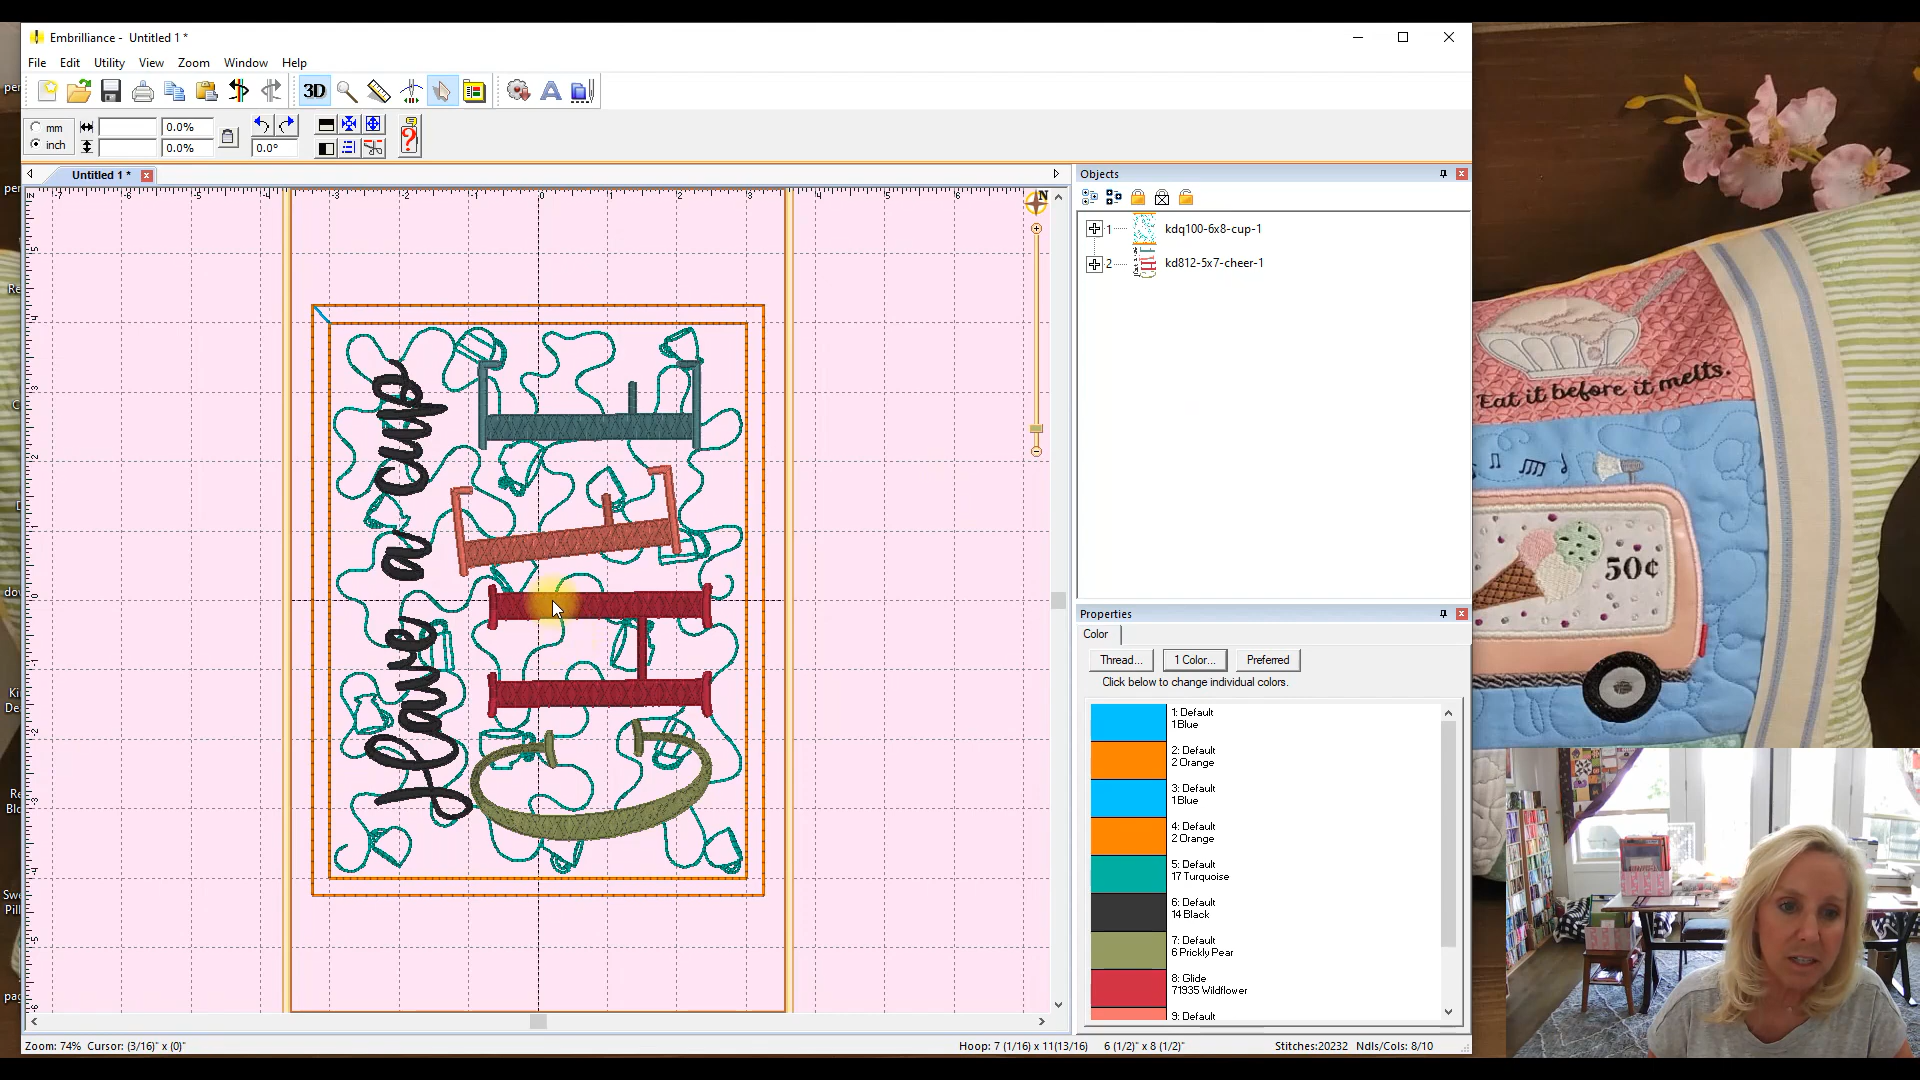 Embrilliance - Untitled 1 *
File Edit Utility View Zoom Window Help
3D
mm 0.0%
inch 0.0% 0.0°
Untitled 1 *
Objects
1 kdq100-6x8-cup-1
2 kd812-5x7-cheer-1
Have a cup
CHEER
Properties
Color
Thread... 1 Color... Preferred
Click below to change individual colors.
1: Default
1 Blue
2: Default
2 Orange
3: Default
1 Blue
4: Default
2 Orange
5: Default
17 Turquoise
6: Default
14 Black
7: Default
6 Prickly Pear
8: Glide
71935 Wildflower
9: Default
Zoom: 74% Cursor: (3/16)" x (0)"
Hoop: 7 (1/16) x 11(13/16) 6 (1/2)" x 8 (1/2)" Stitches:20232 Ndls/Cols: 8/10
Eat it before it melts.
50¢